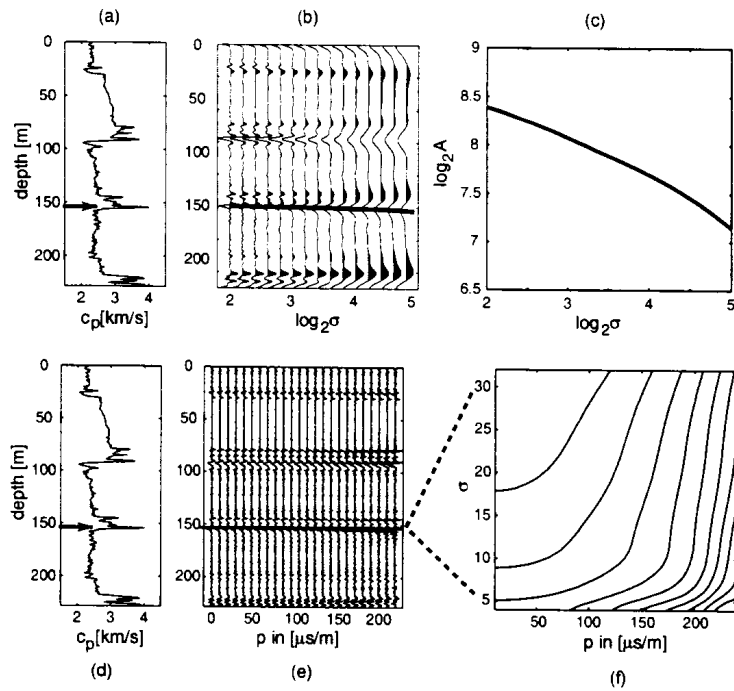 (a)
(b)
(c)
0
50
100
150
200
depth [m]
2 3 4
c_p[km/s]
0
50
100
150
200
2 3 4 5
log₂σ
9
8.5
8
7.5
7
6.5
log₂A
2 3 4 5
log₂σ
0
50
100
150
200
depth [m]
2 3 4
c_p[km/s]
(d)
0
50
100
150
200
0 50 100 150 200
p in [µs/m]
(e)
30
25
20
15
10
5
σ
50 100 150 200
p in [µs/m]
(f)